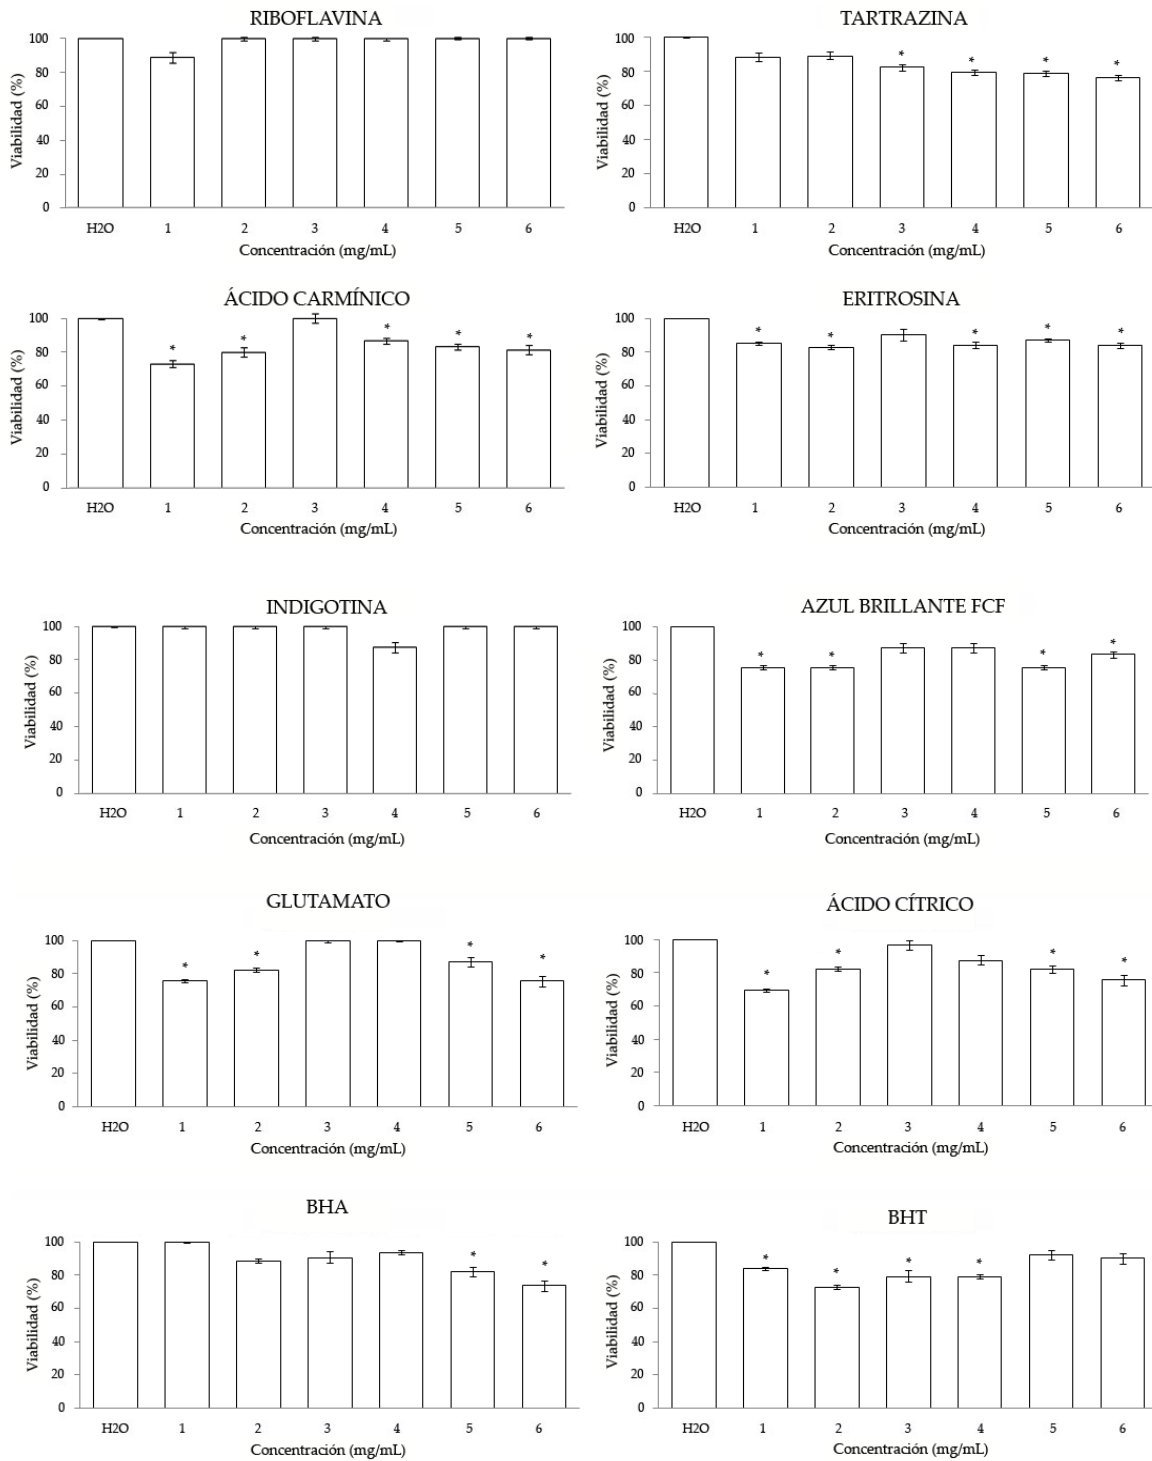 RIBOFLAVINA
Viabilidad (%)
100
80
60
40
20
0
H2O 1 2 3 4 5 6
Concentración (mg/mL)
TARTRAZINA
Viabilidad (%)
100
80
60
40
20
0
* * * *
H2O 1 2 3 4 5 6
Concentración (mg/mL)
ÁCIDO CARMÍNICO
Viabilidad (%)
100
80
60
40
20
0
* * * * *
H2O 1 2 3 4 5 6
Concentración (mg/mL)
ERITROSINA
Viabilidad (%)
100
80
60
40
20
0
* * * * *
H2O 1 2 3 4 5 6
Concentración (mg/mL)
INDIGOTINA
Viabilidad (%)
100
80
60
40
20
0
H2O 1 2 3 4 5 6
Concentración (mg/mL)
AZUL BRILLANTE FCF
Viabilidad (%)
100
80
60
40
20
0
* * * *
H2O 1 2 3 4 5 6
Concentración (mg/mL)
GLUTAMATO
Viabilidad (%)
100
80
60
40
20
0
* * * *
H2O 1 2 3 4 5 6
Concentración (mg/mL)
ÁCIDO CÍTRICO
Viabilidad (%)
100
80
60
40
20
0
* * * *
H2O 1 2 3 4 5 6
Concentración (mg/mL)
BHA
Viabilidad (%)
100
80
60
40
20
0
* *
H2O 1 2 3 4 5 6
Concentración (mg/mL)
BHT
Viabilidad (%)
100
80
60
40
20
0
* * * *
H2O 1 2 3 4 5 6
Concentración (mg/mL)